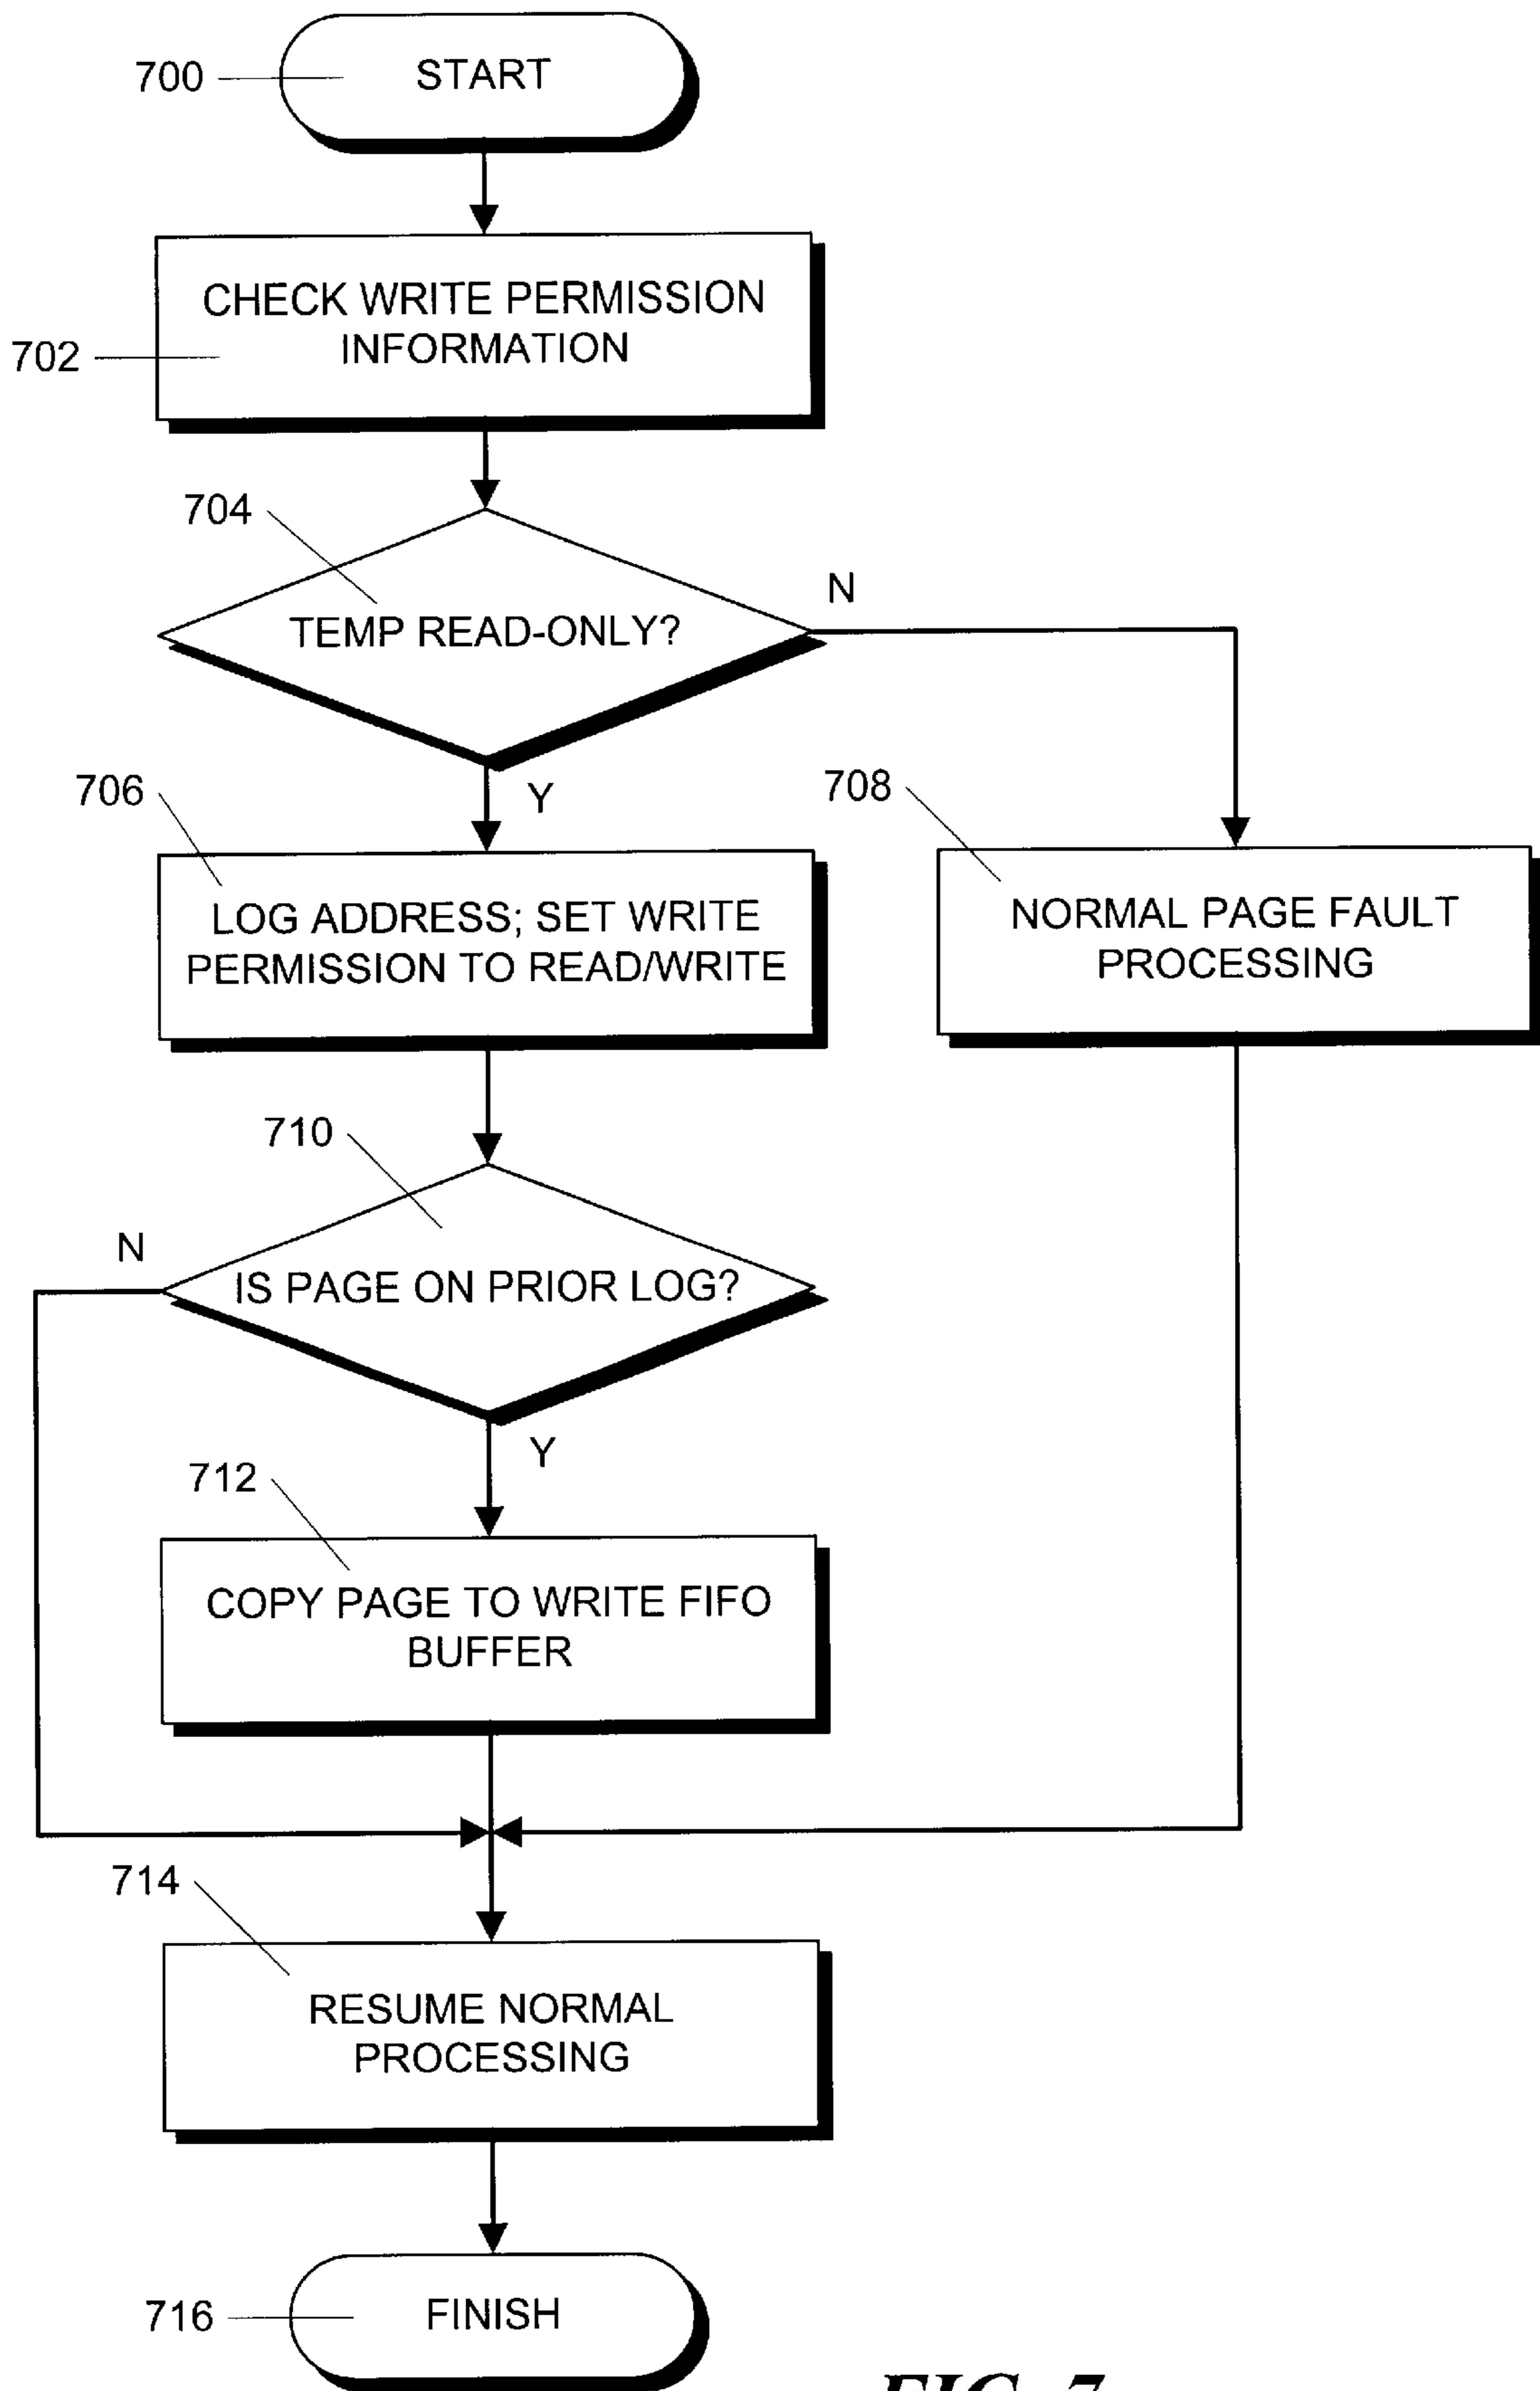 700
START
CHECK WRITE PERMISSION
INFORMATION
702
704
N
TEMP READ-ONLY?
706
Y
708
LOG ADDRESS; SET WRITE
PERMISSION TO READ/WRITE
NORMAL PAGE FAULT
PROCESSING
710
N
IS PAGE ON PRIOR LOG?
Y
712
COPY PAGE TO WRITE FIFO
BUFFER
714
RESUME NORMAL
PROCESSING
716
FINISH
FIG. 7